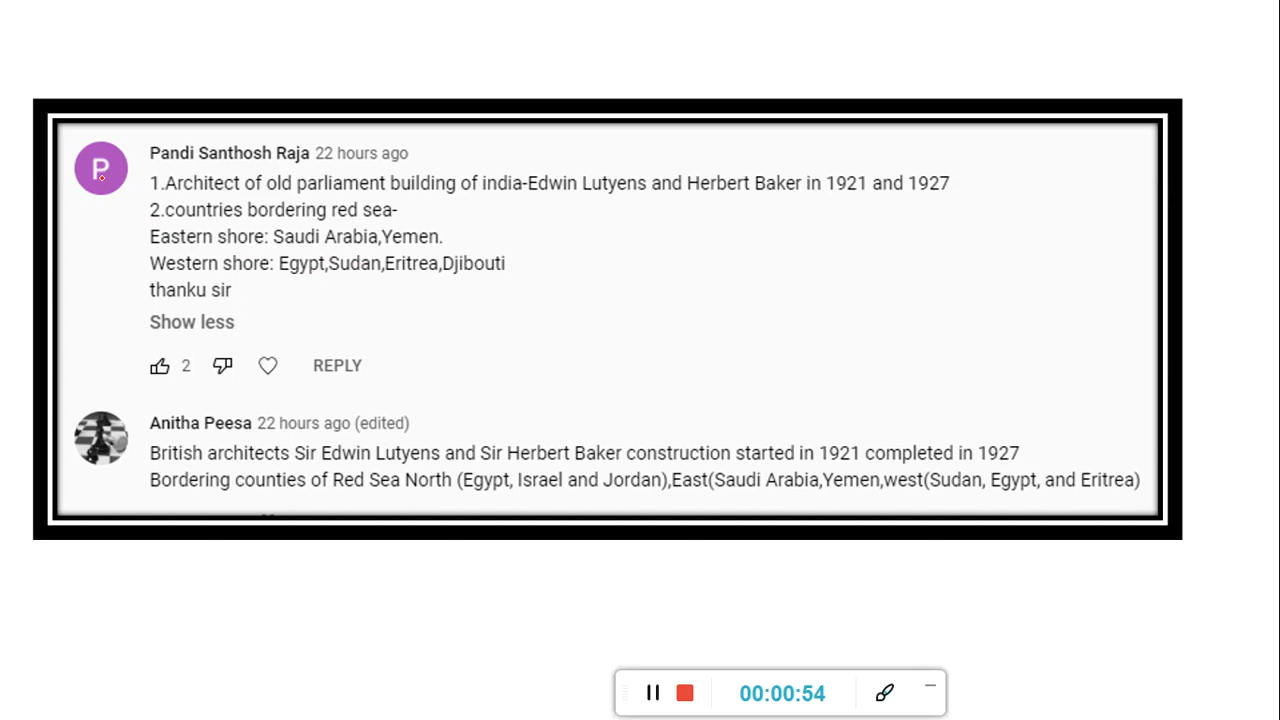 P
Pandi Santhosh Raja 22 hours ago
1.Architect of old parliament building of india-Edwin Lutyens and Herbert Baker in 1921 and 1927
2.countries bordering red sea-
Eastern shore: Saudi Arabia,Yemen.
Western shore: Egypt,Sudan,Eritrea,Djibouti
thanku sir
Show less
2 REPLY
Anitha Peesa 22 hours ago (edited)
British architects Sir Edwin Lutyens and Sir Herbert Baker construction started in 1921 completed in 1927
Bordering counties of Red Sea North (Egypt, Israel and Jordan),East(Saudi Arabia,Yemen,west(Sudan, Egypt, and Eritrea)
00:00:54